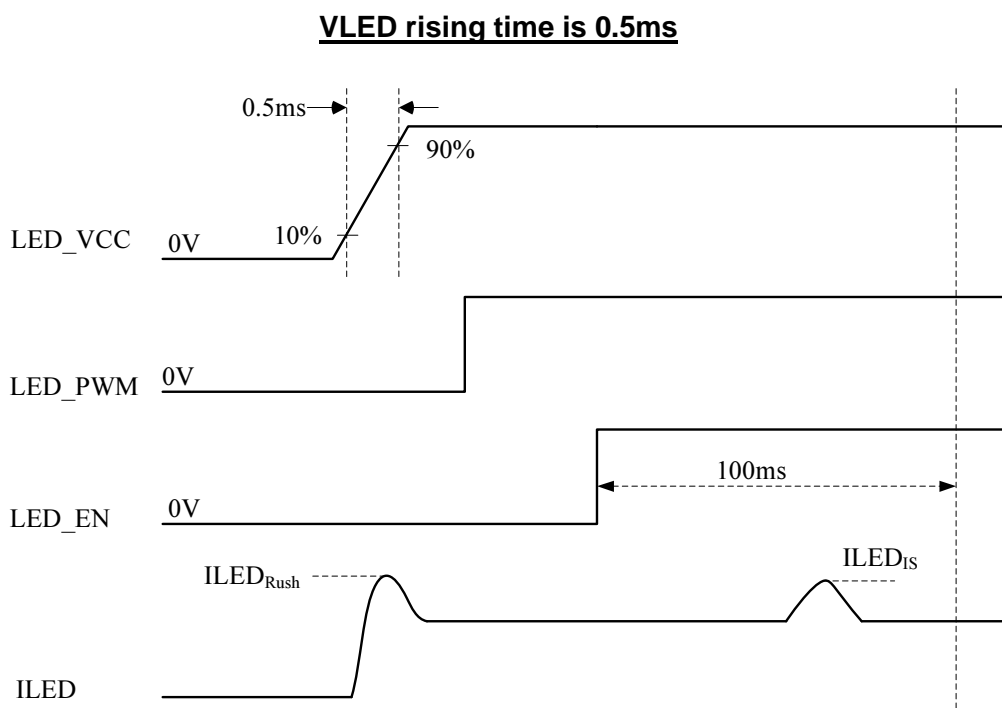 VLED rising time is 0.5ms
0.5ms
90%
10%
LED_VCC
0V
LED_PWM
0V
100ms
LED_EN
0V
ILEDRush
ILEDIS
ILED